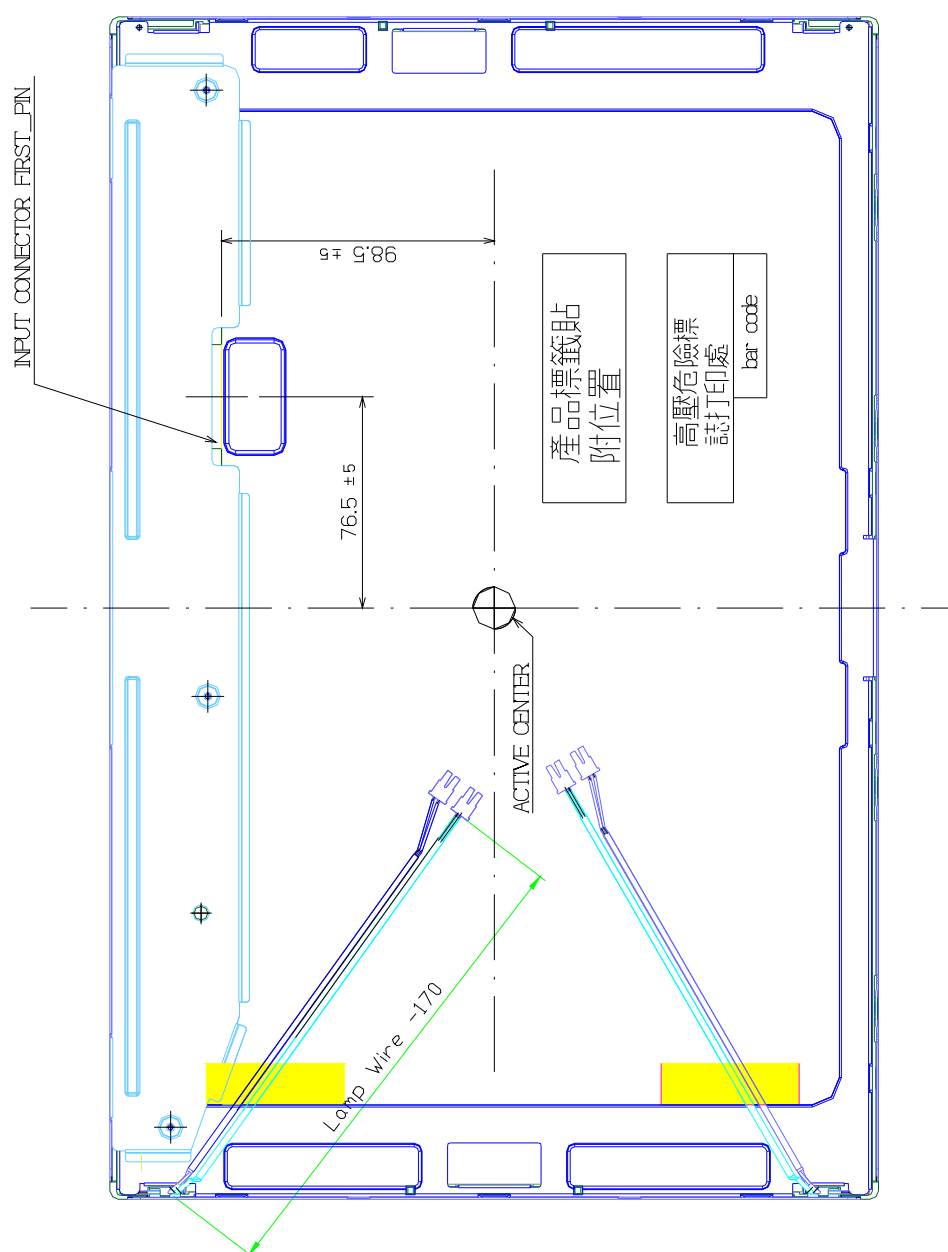 INPUT CONNECTOR FIRST_PIN
98.5 ±5
76.5 ±5
產品標籤貼
附位置
高壓危險標
誌打印處
bar code
ACTIVE CENTER
Lamp Wire -170